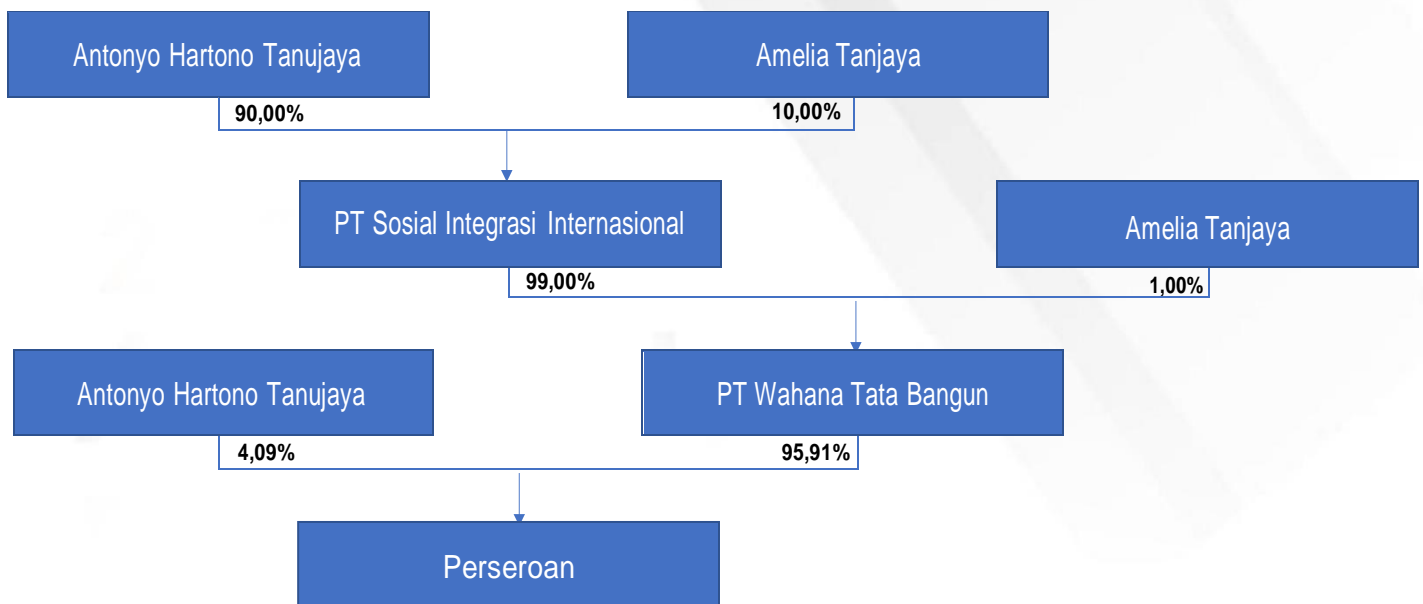 Antonyo Hartono Tanujaya
Amelia Tanjaya
90,00%
10,00%
PT Sosial Integrasi Internasional
Amelia Tanjaya
99,00%
1,00%
Antonyo Hartono Tanujaya
PT Wahana Tata Bangun
4,09%
95,91%
Perseroan